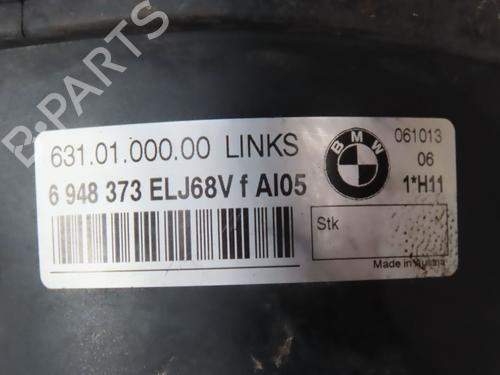 B-PARTS
631.01.000.00 LINKS
6 948 373 ELJ68V f AI05
BMW
061013
06
1*H11
Stk
Made in Austria